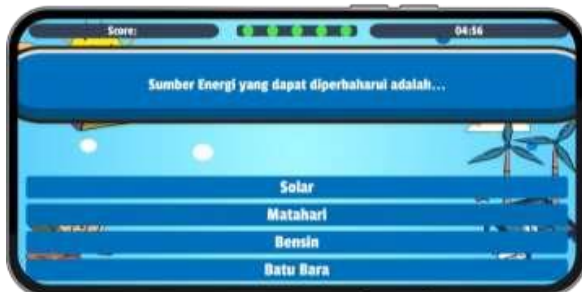 Score:
04:56
Sumber Energi yang dapat diperbaharui adalah...
Solar
Matahari
Bensin
Batu Bara